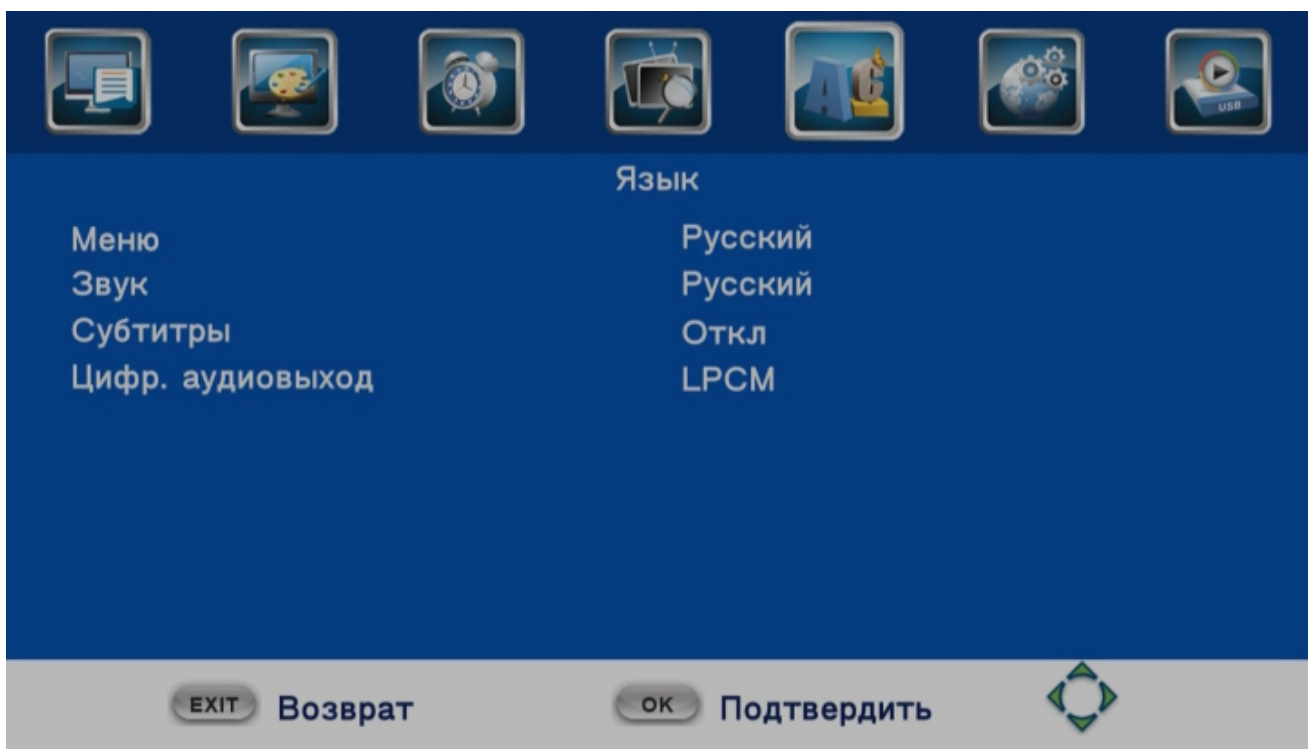 USB
Язык
Меню Русский
Звук Русский
Субтитры Откл
Цифр. аудиовыход LPCM
EXIT Возврат OK Подтвердить